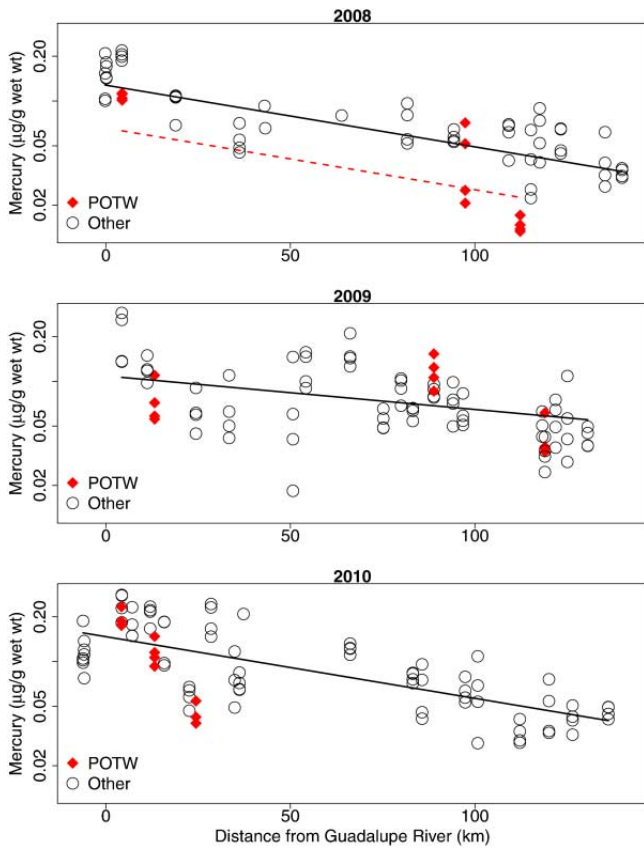 2008
Mercury (µg/g wet wt)
0.20
0.05
0.02
POTW
Other
0
50
100
2009
Mercury (µg/g wet wt)
0.20
0.05
0.02
POTW
Other
0
50
100
2010
Mercury (µg/g wet wt)
0.20
0.05
0.02
POTW
Other
0
50
100
Distance from Guadalupe River (km)